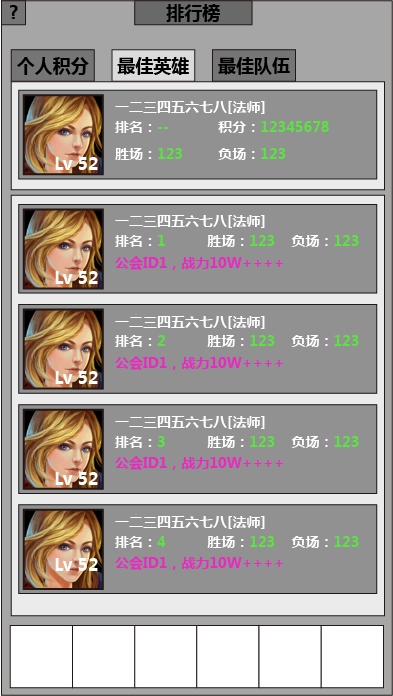 ?
排行榜
个人积分 最佳英雄 最佳队伍
一二三四五六七八[法师]
排名：-- 积分：12345678
胜场：123 负场：123
Lv 52
一二三四五六七八[法师]
排名：1 胜场：123 负场：123
公会ID1，战力10W++++
Lv 52
一二三四五六七八[法师]
排名：2 胜场：123 负场：123
公会ID1，战力10W++++
Lv 52
一二三四五六七八[法师]
排名：3 胜场：123 负场：123
公会ID1，战力10W++++
Lv 52
一二三四五六七八[法师]
排名：4 胜场：123 负场：123
公会ID1，战力10W++++
Lv 52